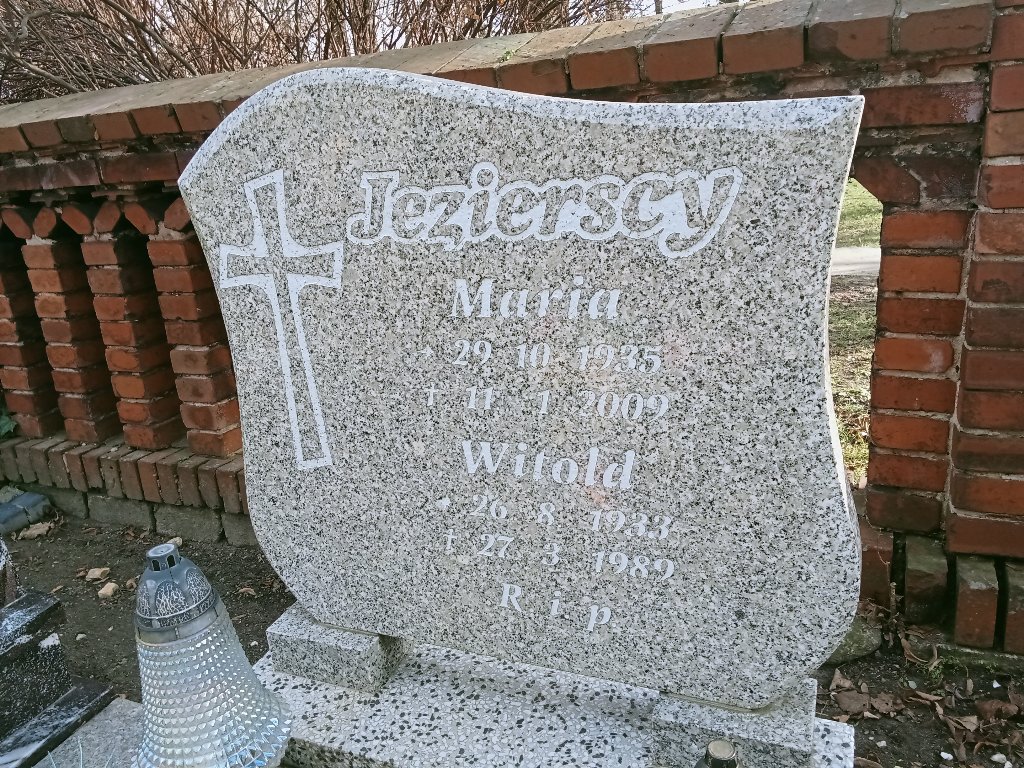 Jezierscy
Maria
* 29 10 1935
† 11 1 2009
Witold
* 26 8 1933
† 27 3 1989
R i p